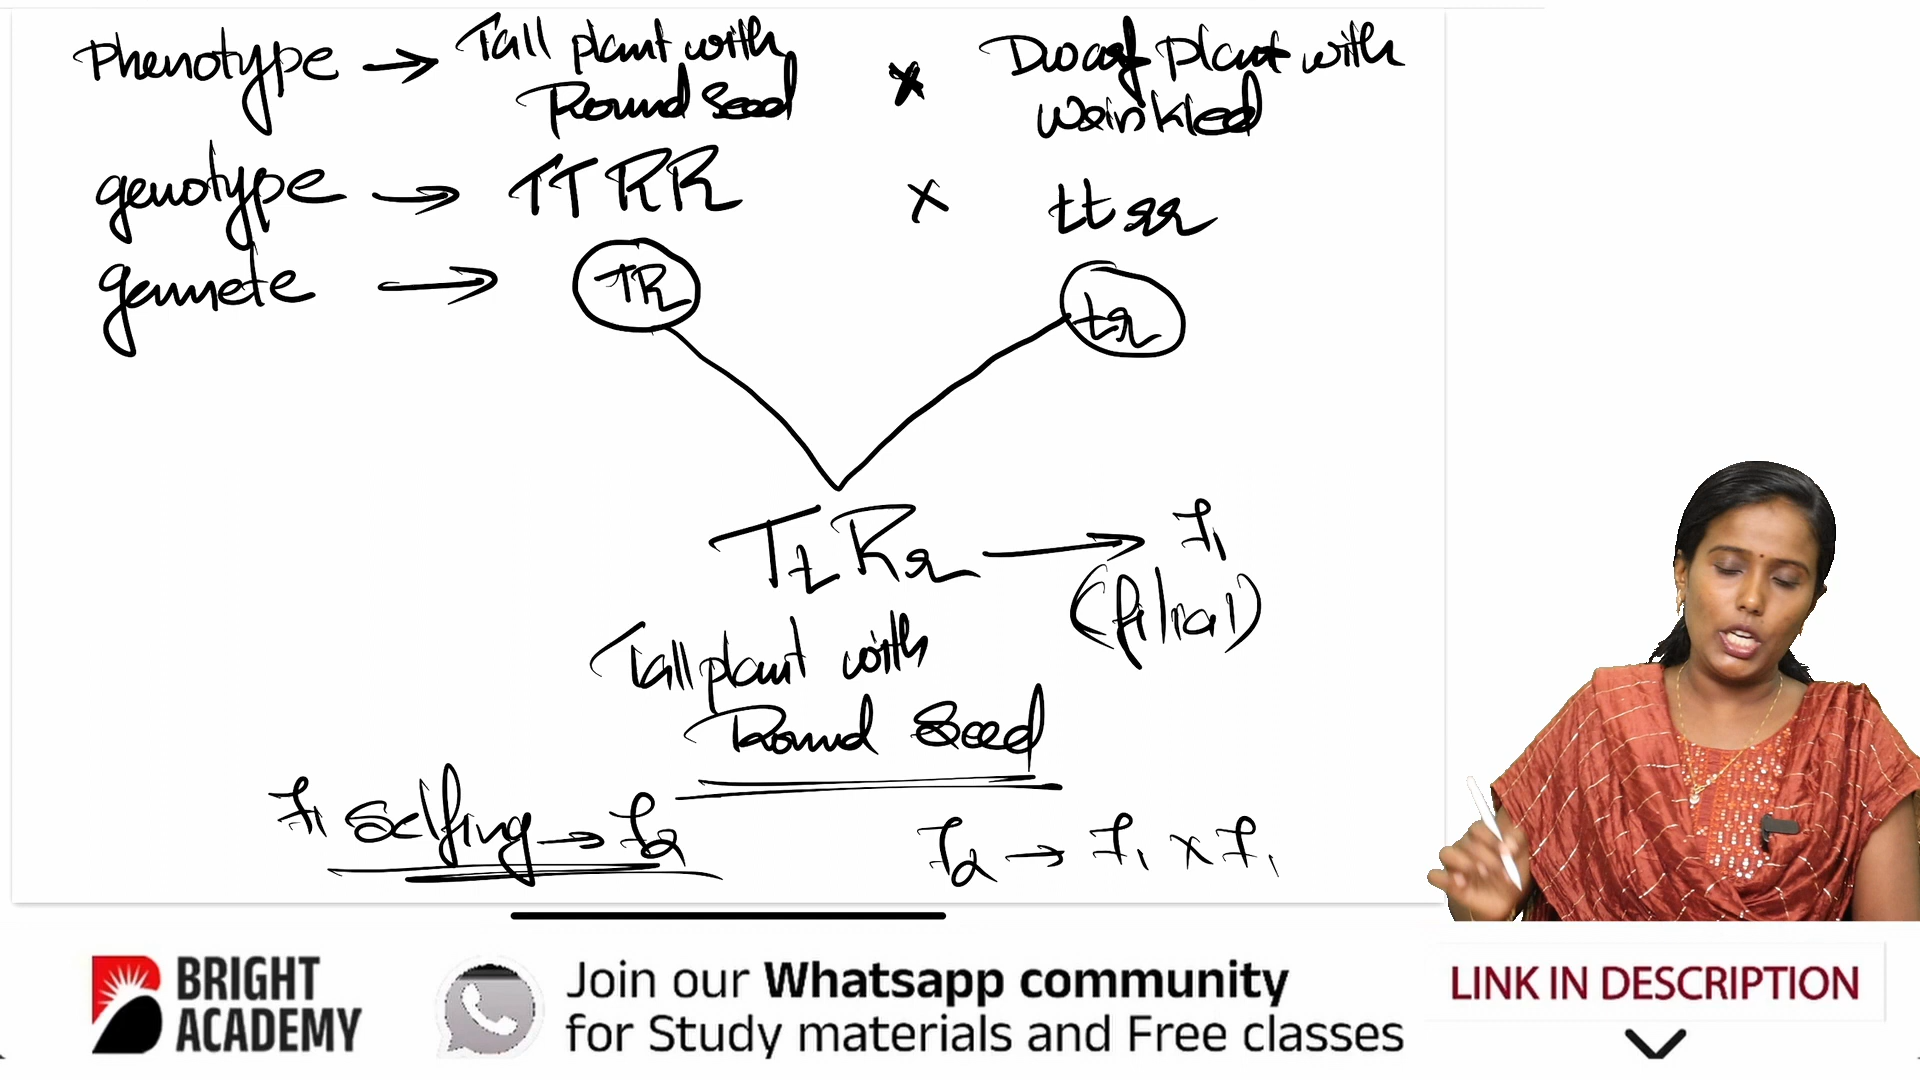 Phenotype → Tall plant with Round Seed × Dwarf plant with wrinkled
genotype → TTRR × ttrr
gamete → TR tr
TtRr → F1
(filial)
Tall plant with
Round Seed
F1 selfing → F2
F2 → F1 × F1
BRIGHT
ACADEMY
Join our Whatsapp community
for Study materials and Free classes
LINK IN DESCRIPTION